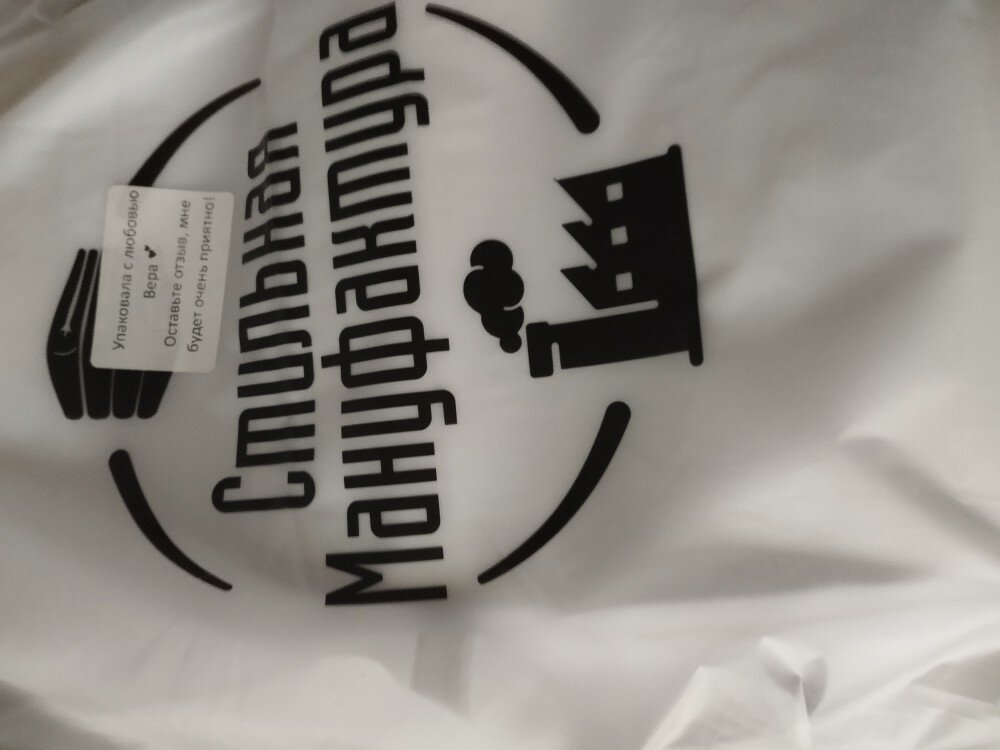 Упаковала с любовью
Вера 💕
Оставьте отзыв, мне
будет очень приятно!
Стильная
Мануфактура